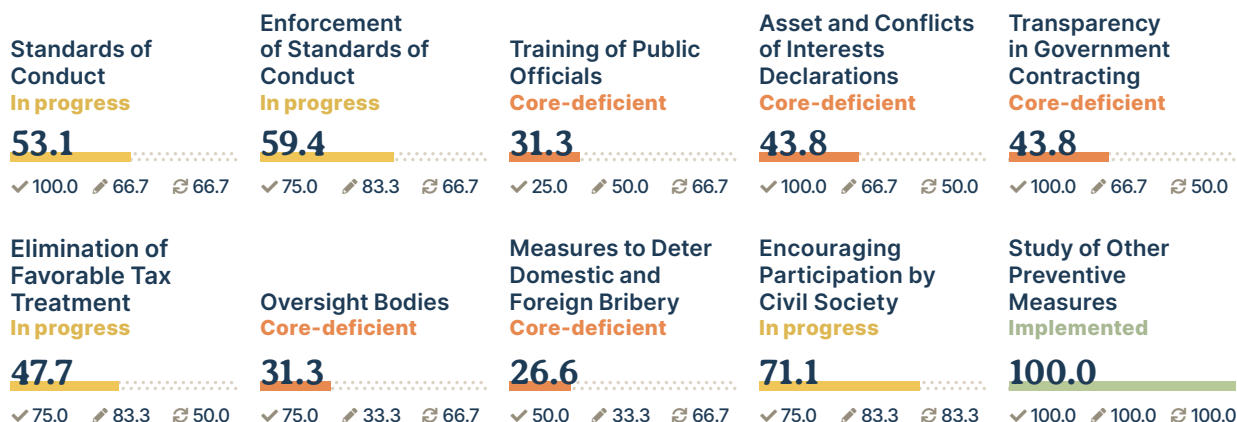 Standards of
Conduct
In progress
53.1
100.0 66.7 66.7
Enforcement
of Standards of
Conduct
In progress
59.4
75.0 83.3 66.7
Training of Public
Officials
Core-deficient
31.3
25.0 50.0 66.7
Asset and Conflicts
of Interests
Declarations
Core-deficient
43.8
100.0 66.7 50.0
Transparency
in Government
Contracting
Core-deficient
43.8
100.0 66.7 50.0
Elimination of
Favorable Tax
Treatment
In progress
47.7
75.0 83.3 50.0
Oversight Bodies
Core-deficient
31.3
75.0 33.3 66.7
Measures to Deter
Domestic and
Foreign Bribery
Core-deficient
26.6
50.0 33.3 66.7
Encouraging
Participation by
Civil Society
In progress
71.1
75.0 83.3 83.3
Study of Other
Preventive
Measures
Implemented
100.0
100.0 100.0 100.0